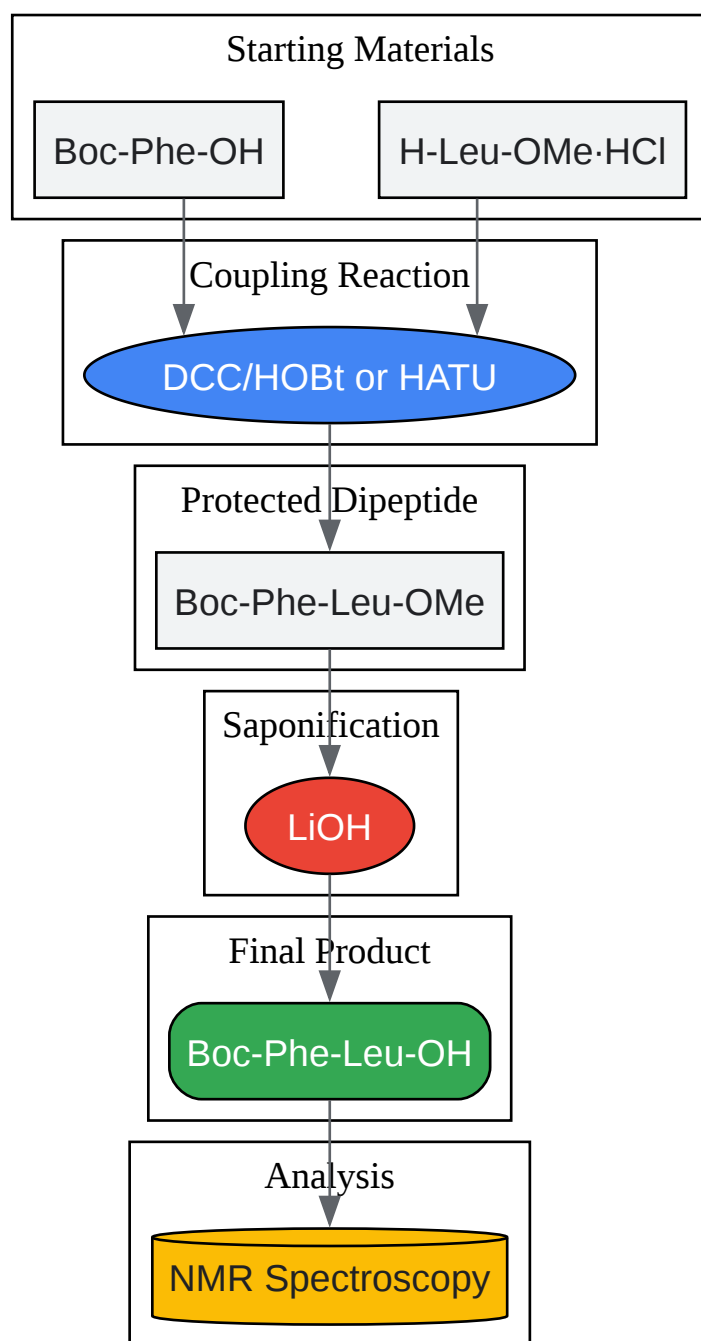 Starting Materials
Boc-Phe-OH
H-Leu-OMe·HCl
Coupling Reaction
DCC/HOBt or HATU
Protected Dipeptide
Boc-Phe-Leu-OMe
Saponification
LiOH
Final Product
Boc-Phe-Leu-OH
Analysis
NMR Spectroscopy